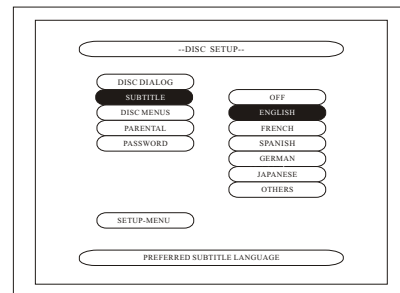 --DISC SETUP--
DISC DIALOG
SUBTITLE
DISC MENUS
PARENTAL
PASSWORD
OFF
ENGLISH
FRENCH
SPANISH
GERMAN
JAPANESE
OTHERS
SETUP-MENU
PREFERRED SUBTITLE LANGUAGE